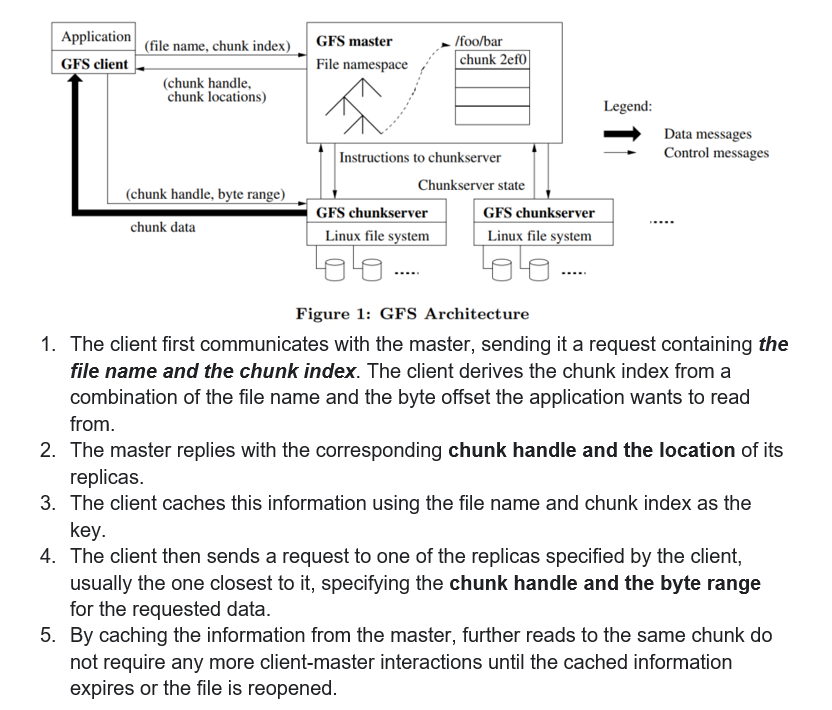 Application
GFS client
(file name, chunk index)
(chunk handle,
chunk locations)
GFS master
File namespace
/foo/bar
chunk 2ef0
Legend:
Data messages
Control messages
Instructions to chunkserver
Chunkserver state
(chunk handle, byte range)
chunk data
GFS chunkserver
Linux file system
GFS chunkserver
Linux file system
Figure 1: GFS Architecture
1. The client first communicates with the master, sending it a request containing the
file name and the chunk index. The client derives the chunk index from a
combination of the file name and the byte offset the application wants to read
from.
2. The master replies with the corresponding chunk handle and the location of its
replicas.
3. The client caches this information using the file name and chunk index as the
key.
4. The client then sends a request to one of the replicas specified by the client,
usually the one closest to it, specifying the chunk handle and the byte range
for the requested data.
5. By caching the information from the master, further reads to the same chunk do
not require any more client-master interactions until the cached information
expires or the file is reopened.